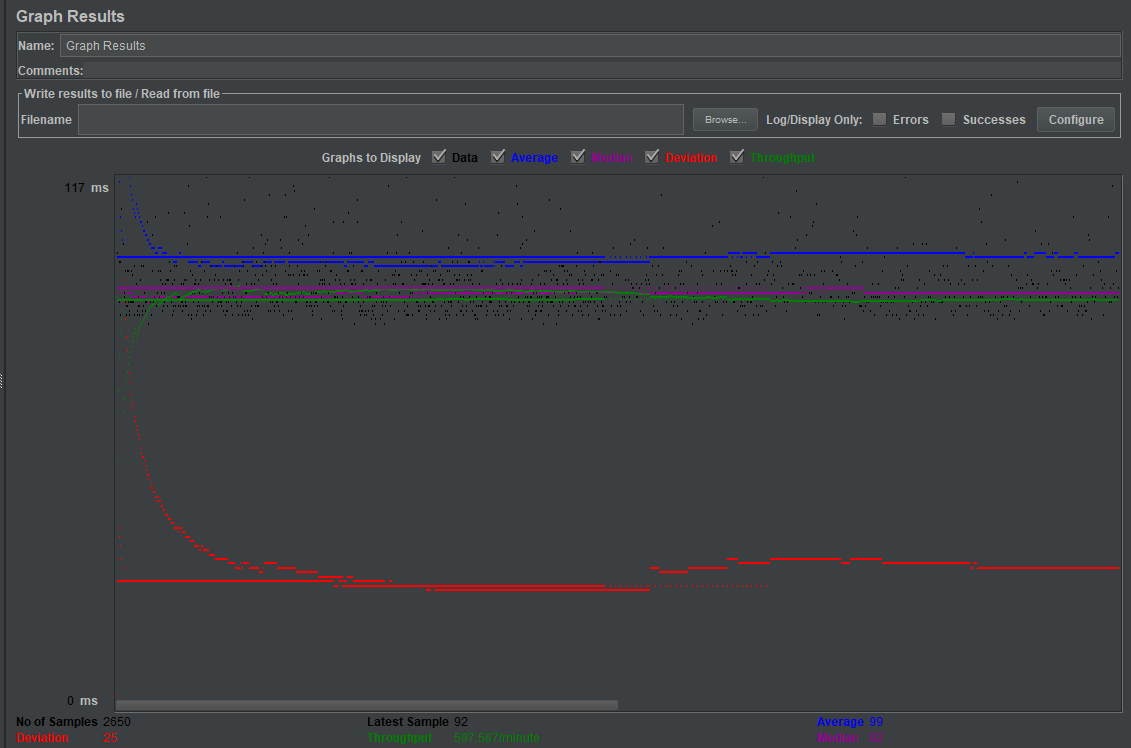 Graph Results
Name: Graph Results
Comments:
Write results to file / Read from file
Filename Browse... Log/Display Only: Errors Successes Configure
Graphs to Display Data Average Median Deviation Throughput
117 ms
0 ms
No of Samples 2650 Latest Sample 92 Average 99
Deviation 25 Throughput 597.587/minute Median